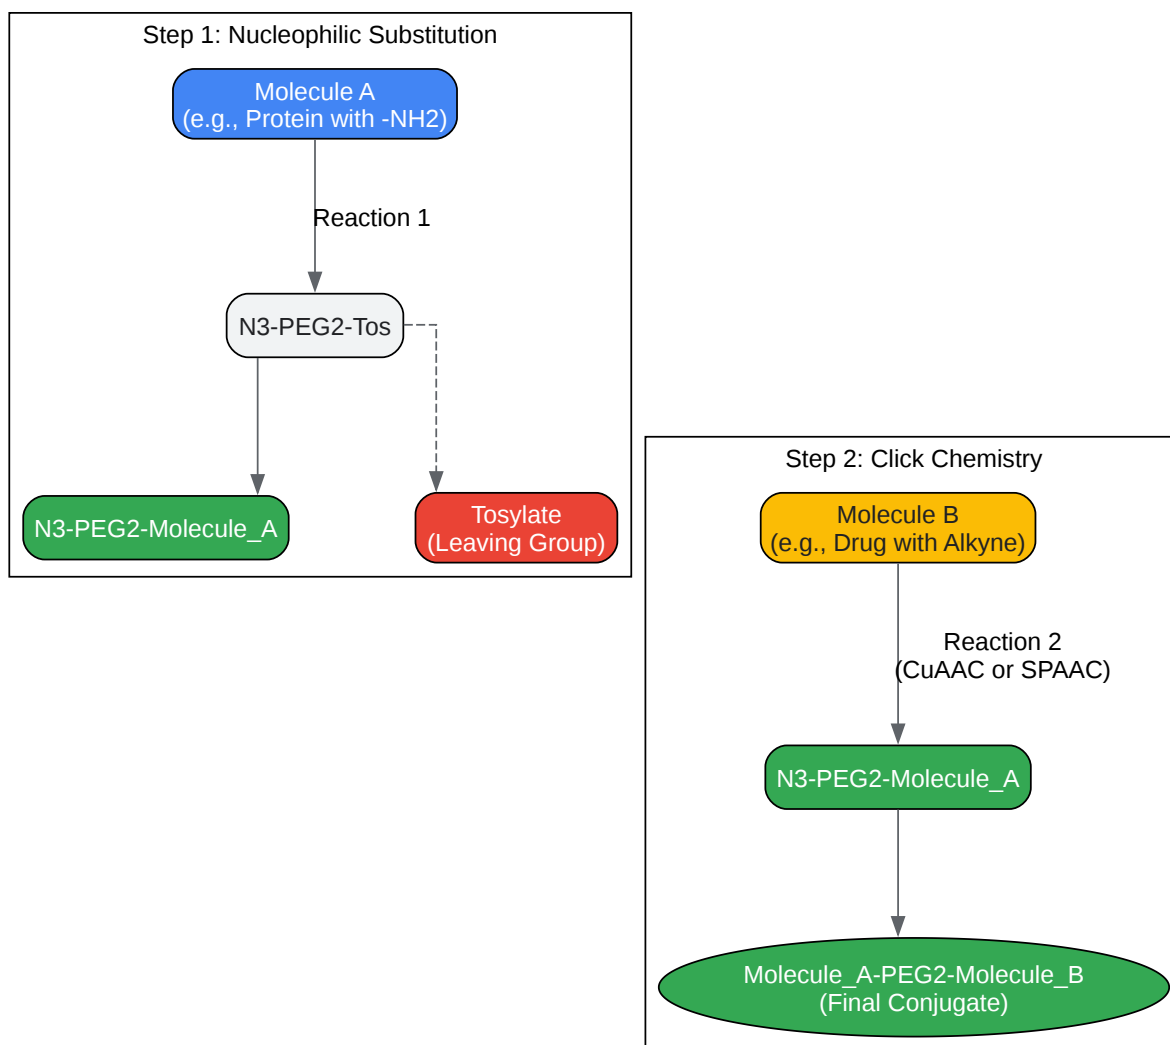 Step 1: Nucleophilic Substitution
Molecule A
(e.g., Protein with -NH2)
Reaction 1
N3-PEG2-Tos
N3-PEG2-Molecule_A
Tosylate
(Leaving Group)
Step 2: Click Chemistry
Molecule B
(e.g., Drug with Alkyne)
Reaction 2
(CuAAC or SPAAC)
N3-PEG2-Molecule_A
Molecule_A-PEG2-Molecule_B
(Final Conjugate)